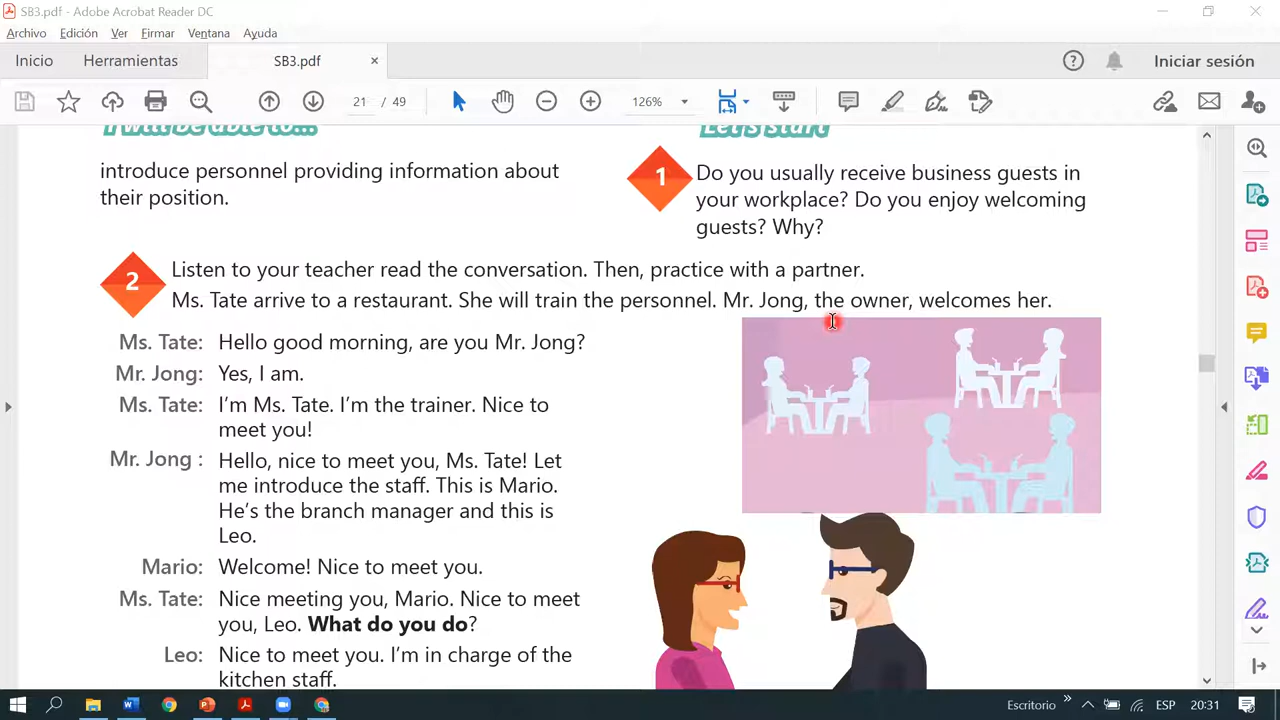 SB3.pdf - Adobe Acrobat Reader DC
Archivo Edición Ver Firmar Ventana Ayuda
Inicio Herramientas SB3.pdf × Iniciar sesión
21 / 49 126%
I will be able to...
Let's start
introduce personnel providing information about
their position.
1
Do you usually receive business guests in
your workplace? Do you enjoy welcoming
guests? Why?
2
Listen to your teacher read the conversation. Then, practice with a partner.
Ms. Tate arrive to a restaurant. She will train the personnel. Mr. Jong, the owner, welcomes her.
Ms. Tate: Hello good morning, are you Mr. Jong?
Mr. Jong: Yes, I am.
Ms. Tate: I'm Ms. Tate. I'm the trainer. Nice to
meet you!
Mr. Jong : Hello, nice to meet you, Ms. Tate! Let
me introduce the staff. This is Mario.
He's the branch manager and this is
Leo.
Mario: Welcome! Nice to meet you.
Ms. Tate: Nice meeting you, Mario. Nice to meet
you, Leo. What do you do?
Leo: Nice to meet you. I'm in charge of the
kitchen staff.
Escritorio » ESP 20:31